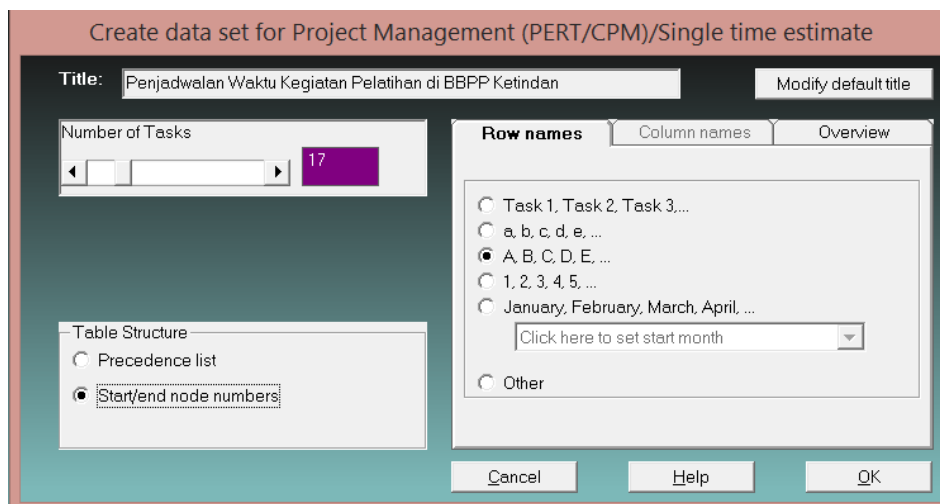 Create data set for Project Management (PERT/CPM)/Single time estimate
Title: Penjadwalan Waktu Kegiatan Pelatihan di BBPP Ketindan
Modify default title
Number of Tasks
17
Row names
Column names
Overview
Task 1, Task 2, Task 3,...
a, b, c, d, e, ...
A, B, C, D, E, ...
1, 2, 3, 4, 5, ...
January, February, March, April, ...
Click here to set start month
Other
Table Structure
Precedence list
Start/end node numbers
Cancel
Help
OK